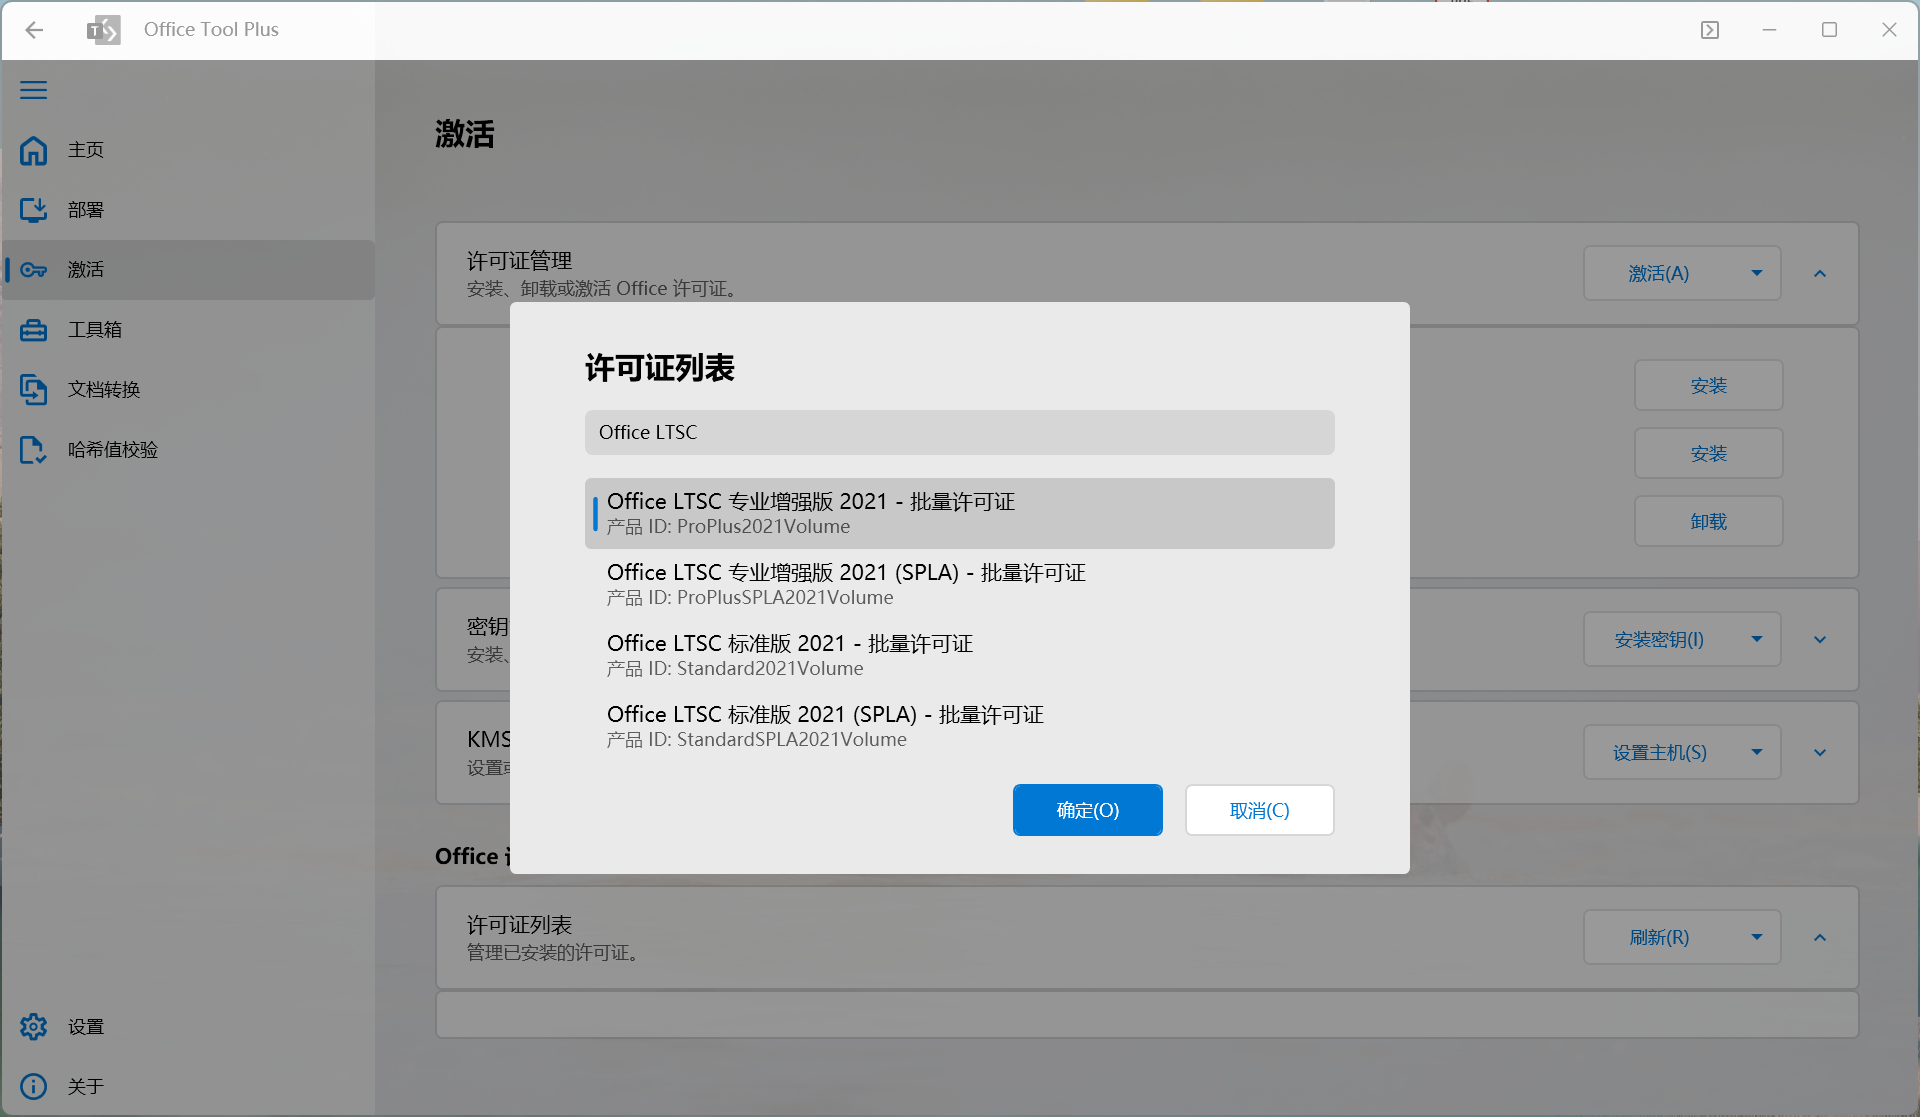 Office Tool Plus
主页
部署
激活
工具箱
文档转换
哈希值校验
设置
关于
激活
许可证管理
安装、卸载或激活 Office 许可证。
激活(A)
安装
安装
卸载
密钥
安装、
安装密钥(I)
KMS
设置
设置主机(S)
Office
许可证列表
管理已安装的许可证。
刷新(R)
许可证列表
Office LTSC
Office LTSC 专业增强版 2021 - 批量许可证
产品 ID: ProPlus2021Volume
Office LTSC 专业增强版 2021 (SPLA) - 批量许可证
产品 ID: ProPlusSPLA2021Volume
Office LTSC 标准版 2021 - 批量许可证
产品 ID: Standard2021Volume
Office LTSC 标准版 2021 (SPLA) - 批量许可证
产品 ID: StandardSPLA2021Volume
确定(O)
取消(C)